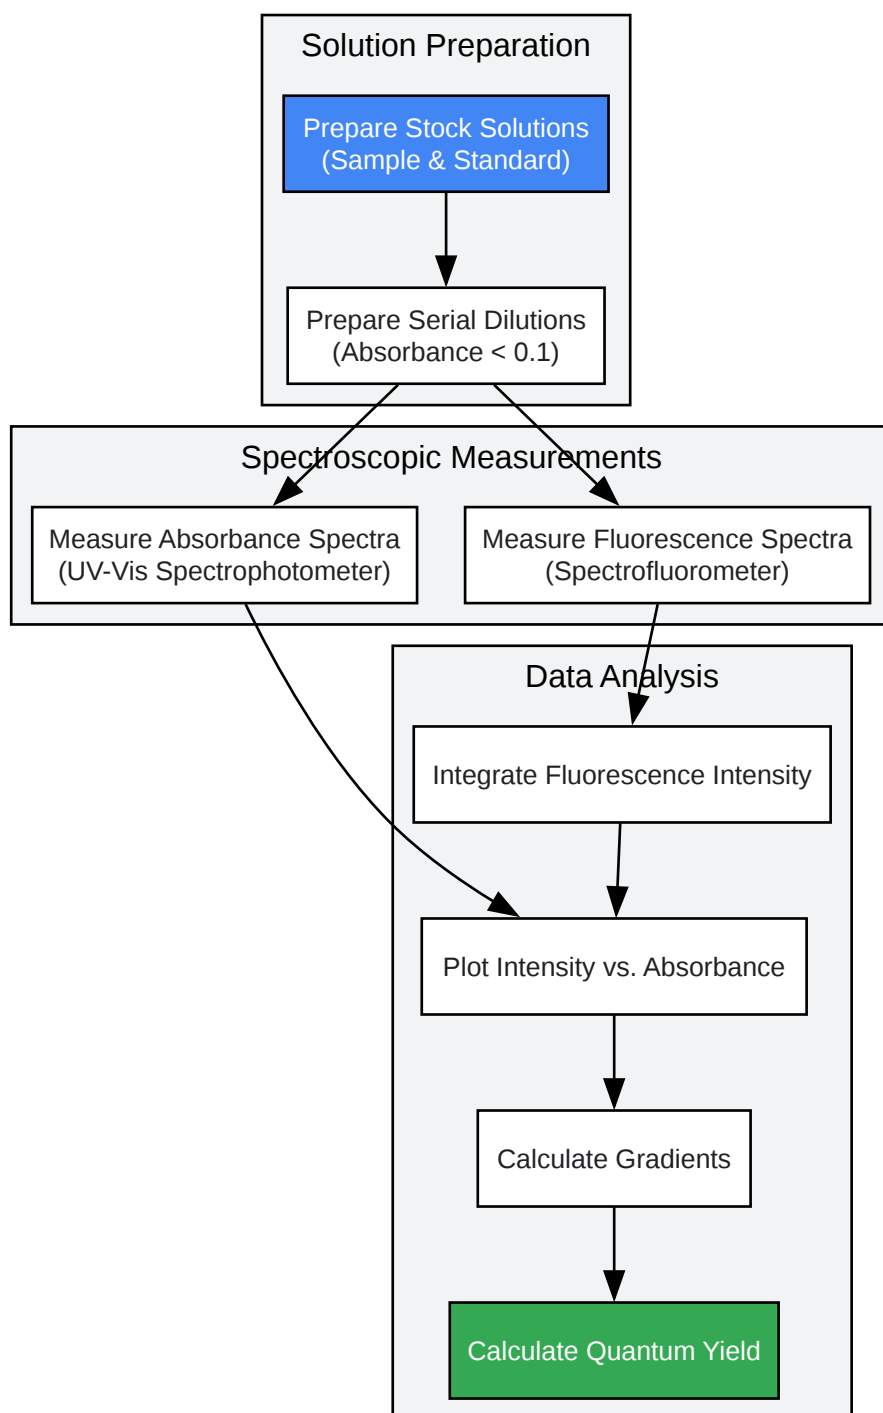 Solution Preparation
Prepare Stock Solutions
(Sample & Standard)
Prepare Serial Dilutions
(Absorbance < 0.1)
Spectroscopic Measurements
Measure Absorbance Spectra
(UV-Vis Spectrophotometer)
Measure Fluorescence Spectra
(Spectrofluorometer)
Data Analysis
Integrate Fluorescence Intensity
Plot Intensity vs. Absorbance
Calculate Gradients
Calculate Quantum Yield